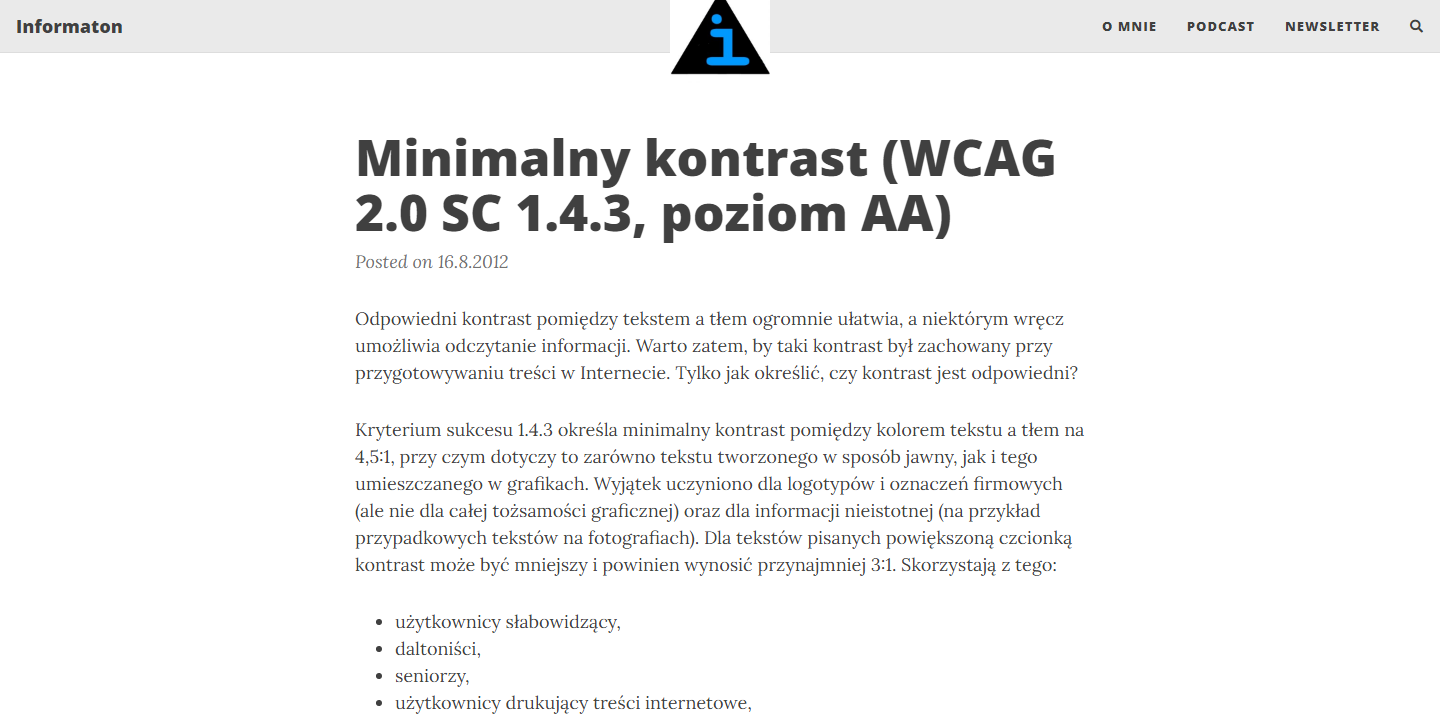 Informaton
i
O MNIE
PODCAST
NEWSLETTER
Minimalny kontrast (WCAG
2.0 SC 1.4.3, poziom AA)
Posted on 16.8.2012
Odpowiedni kontrast pomiędzy tekstem a tłem ogromnie ułatwia, a niektórym wręcz
umożliwia odczytanie informacji. Warto zatem, by taki kontrast był zachowany przy
przygotowywaniu treści w Internecie. Tylko jak określić, czy kontrast jest odpowiedni?
Kryterium sukcesu 1.4.3 określa minimalny kontrast pomiędzy kolorem tekstu a tłem na
4,5:1, przy czym dotyczy to zarówno tekstu tworzonego w sposób jawny, jak i tego
umieszczanego w grafikach. Wyjątek uczyniono dla logotypów i oznaczeń firmowych
(ale nie dla całej tożsamości graficznej) oraz dla informacji nieistotnej (na przykład
przypadkowych tekstów na fotografiach). Dla tekstów pisanych powiększoną czcionką
kontrast może być mniejszy i powinien wynosić przynajmniej 3:1. Skorzystają z tego:
użytkownicy słabowidzący,
daltoniści,
seniorzy,
użytkownicy drukujący treści internetowe,